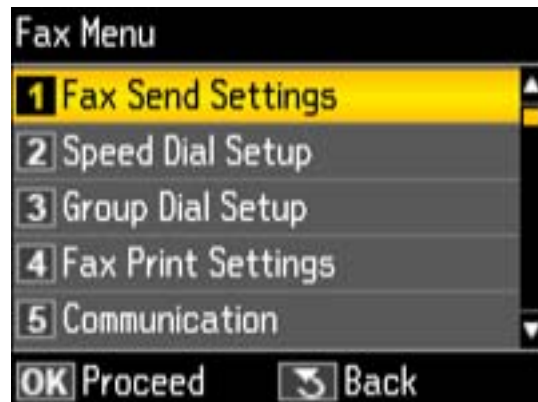 Fax Menu
1 Fax Send Settings
2 Speed Dial Setup
3 Group Dial Setup
4 Fax Print Settings
5 Communication
OK Proceed Back